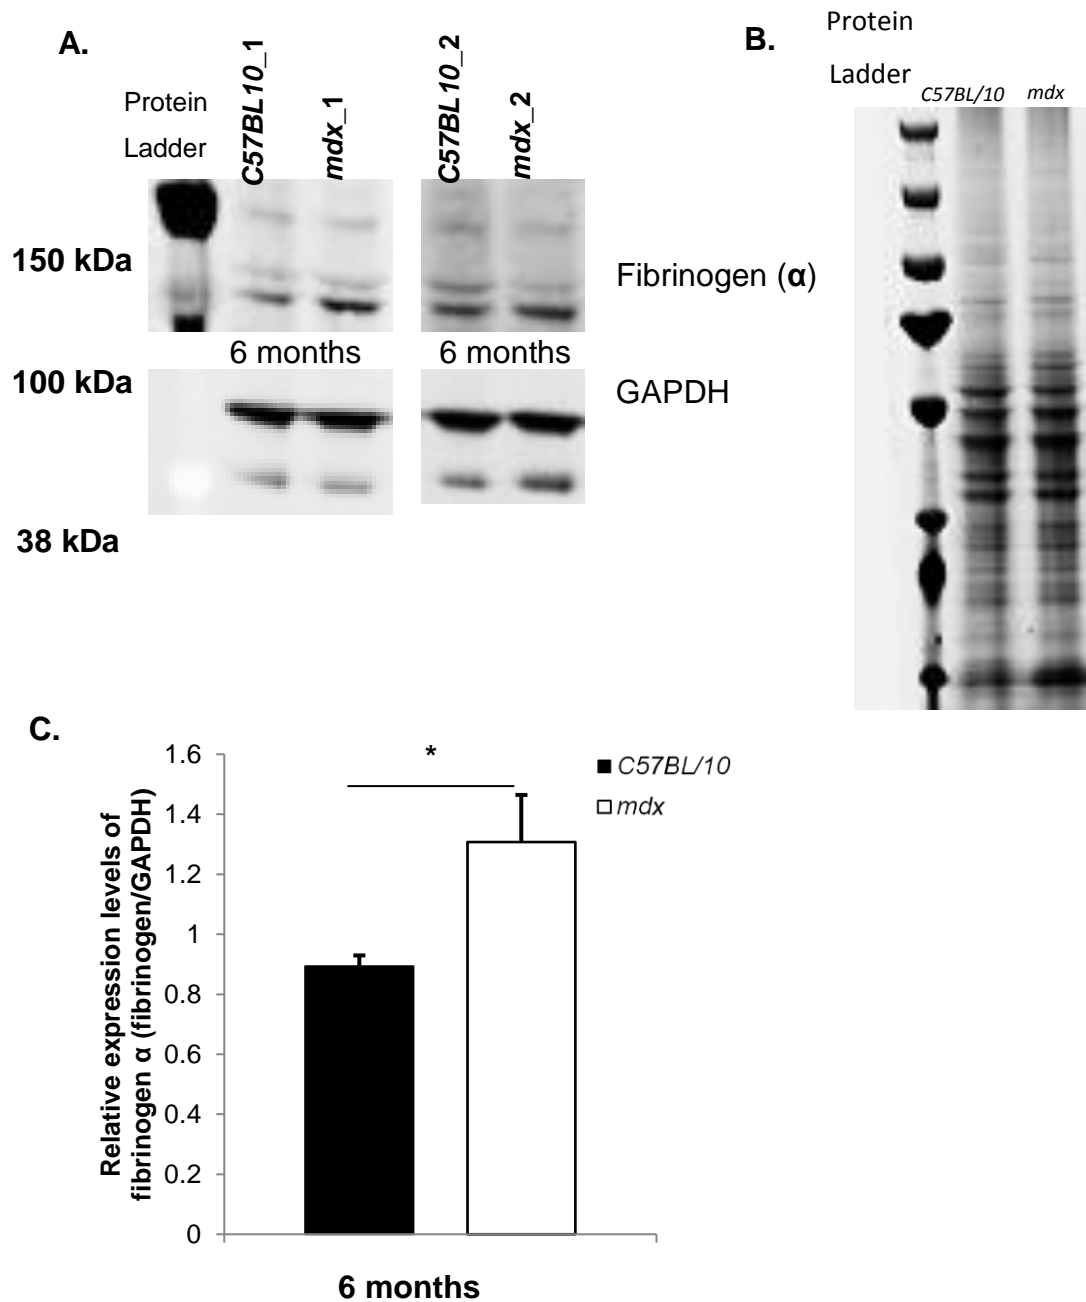 A.
C57BL10_1
mdx_1
C57BL10_2
mdx_2
Protein
Ladder
150 kDa
Fibrinogen (α)
6 months
6 months
100 kDa
GAPDH
38 kDa
B.
Protein
Ladder
C57BL/10
mdx
C.
*
C57BL/10
mdx
Relative expression levels of
fibrinogen α (fibrinogen/GAPDH)
1.6
1.4
1.2
1
0.8
0.6
0.4
0.2
0
6 months